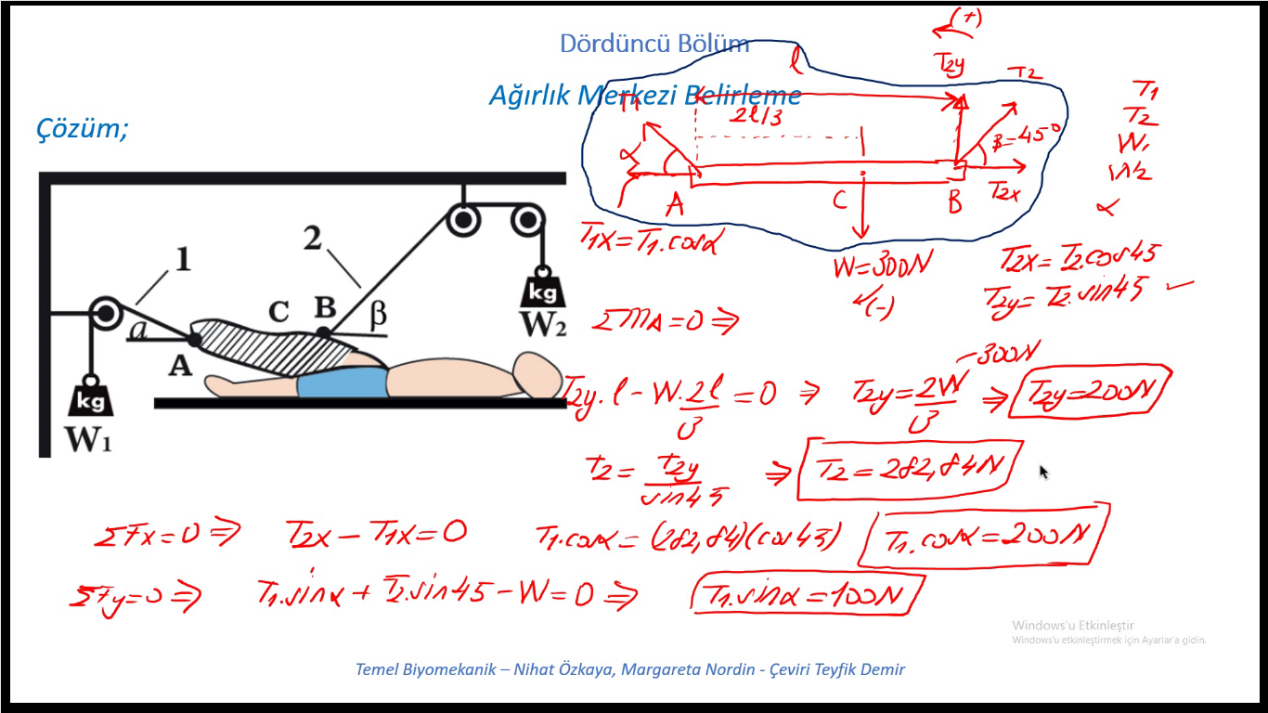 Dördüncü Bölüm
Ağırlık Merkezi Belirleme
Çözüm;
(+)
l
T2y
T2
T1
2l/3
α
β=45°
A
C
B
T2x
T1
T2
W1
W2
α
T1x=T1.cosα
W=300N
(-)
T2x=T2.cos45
T2y=T2.sin45
1
2
C B
β
a
A
kg
W2
kg
W1
ΣMA=0 ⇒
T2y.l - W.2l/3 = 0 ⇒ T2y=2W/3 ⇒ T2y=200N
300N
T2 = T2y/sin45 ⇒ T2=282,84N
ΣFx=0 ⇒ T2x-T1x=0 T1.cosα=(282,84)(cos45) T1.cosα=200N
ΣFy=0 ⇒ T1.sinα+T2.sin45-W=0 ⇒ T1.sinα=100N
Windows'u Etkinleştir
Windows'u etkinleştirmek için Ayarlar'a gidin.
Temel Biyomekanik – Nihat Özkaya, Margareta Nordin - Çeviri Teyfik Demir